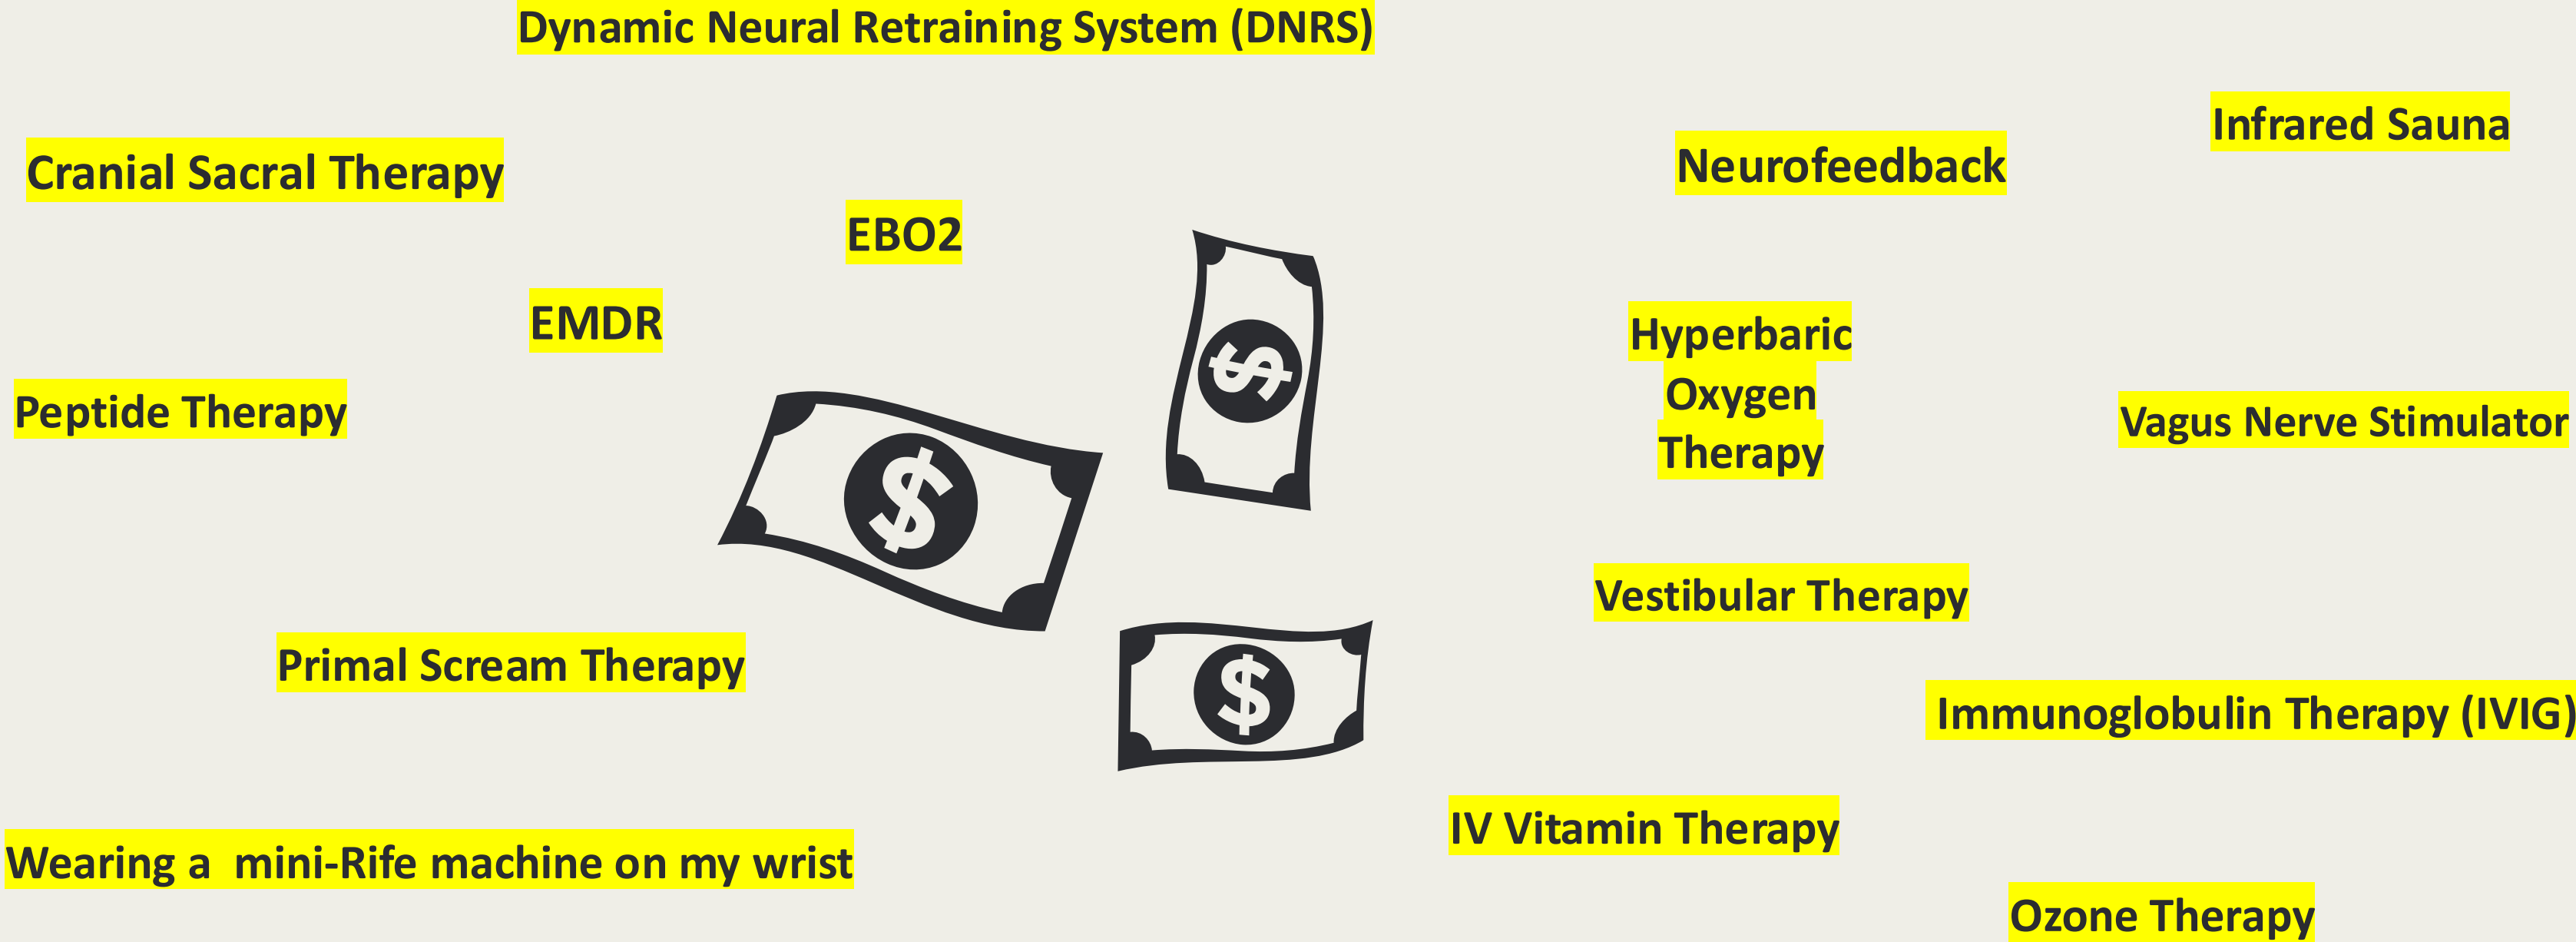 Dynamic Neural Retraining System (DNRS)
Infrared Sauna
Cranial Sacral Therapy
Neurofeedback
EBO2
EMDR
Hyperbaric
Oxygen
Therapy
Peptide Therapy
Vagus Nerve Stimulator
$
$
Vestibular Therapy
Primal Scream Therapy
$
Immunoglobulin Therapy (IVIG)
IV Vitamin Therapy
Wearing a  mini-Rife machine on my wrist
Ozone Therapy